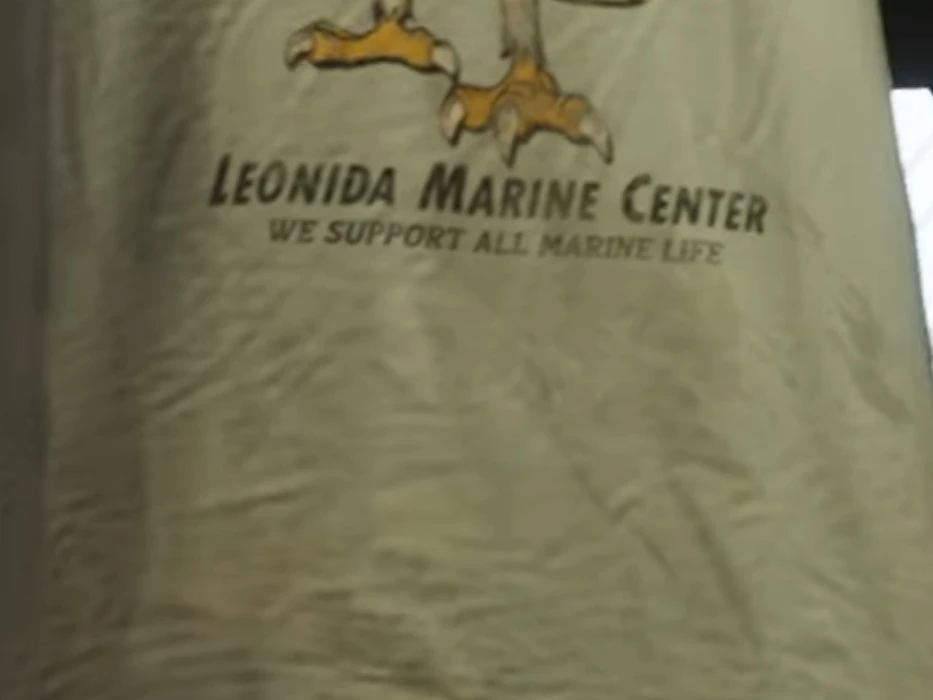 LEONIDA MARINE CENTER
WE SUPPORT ALL MARINE LIFE